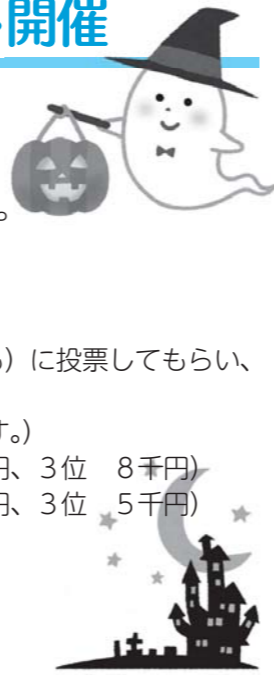 開催
。
）に投票してもらい、
す。)
円、3位　8千円)
円、3位　5千円)